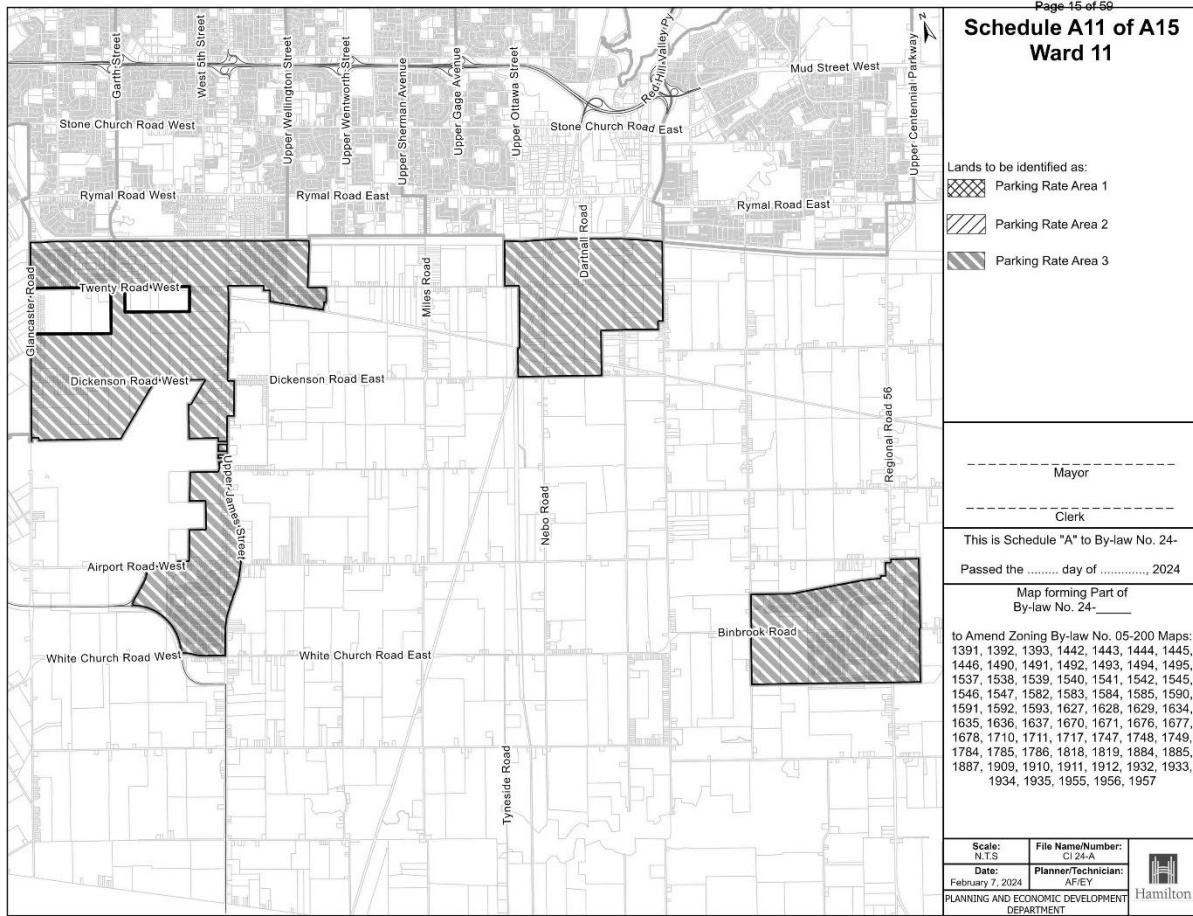 Page 15 of 59
Schedule A11 of A15
Ward 11
Lands to be identified as:
Parking Rate Area 1
Parking Rate Area 2
Parking Rate Area 3
Mayor
Clerk
This is Schedule "A" to By-law No. 24-
Passed the ......... day of ............., 2024
Map forming Part of
By-law No. 24-_____
to Amend Zoning By-law No. 05-200 Maps:
1391, 1392, 1393, 1442, 1443, 1444, 1445,
1446, 1490, 1491, 1492, 1493, 1494, 1495,
1537, 1538, 1539, 1540, 1541, 1542, 1545,
1546, 1547, 1582, 1583, 1584, 1585, 1590,
1591, 1592, 1593, 1627, 1628, 1629, 1634,
1635, 1636, 1637, 1670, 1671, 1676, 1677,
1678, 1710, 1711, 1717, 1747, 1748, 1749,
1784, 1785, 1786, 1818, 1819, 1884, 1885,
1887, 1909, 1910, 1911, 1912, 1932, 1933,
1934, 1935, 1955, 1956, 1957
Scale:
N.T.S
File Name/Number:
CI 24-A
Date:
February 7, 2024
Planner/Technician:
AF/EY
PLANNING AND ECONOMIC DEVELOPMENT
DEPARTMENT
Hamilton
Garth Street
West 5th Street
Upper Wellington Street
Upper Wentworth Street
Upper Sherman Avenue
Upper Gage Avenue
Upper Ottawa Street
Red Hill Valley Py
Mud Street West
Upper Centennial Parkway
N
Stone Church Road West
Stone Church Road East
Rymal Road West
Rymal Road East
Rymal Road East
Glancaster Road
Twenty Road West
Miles Road
Dartnall Road
Dickenson Road West
Dickenson Road East
Regional Road 56
Upper James Street
Nebo Road
Airport Road West
Binbrook Road
White Church Road West
White Church Road East
Tyneside Road